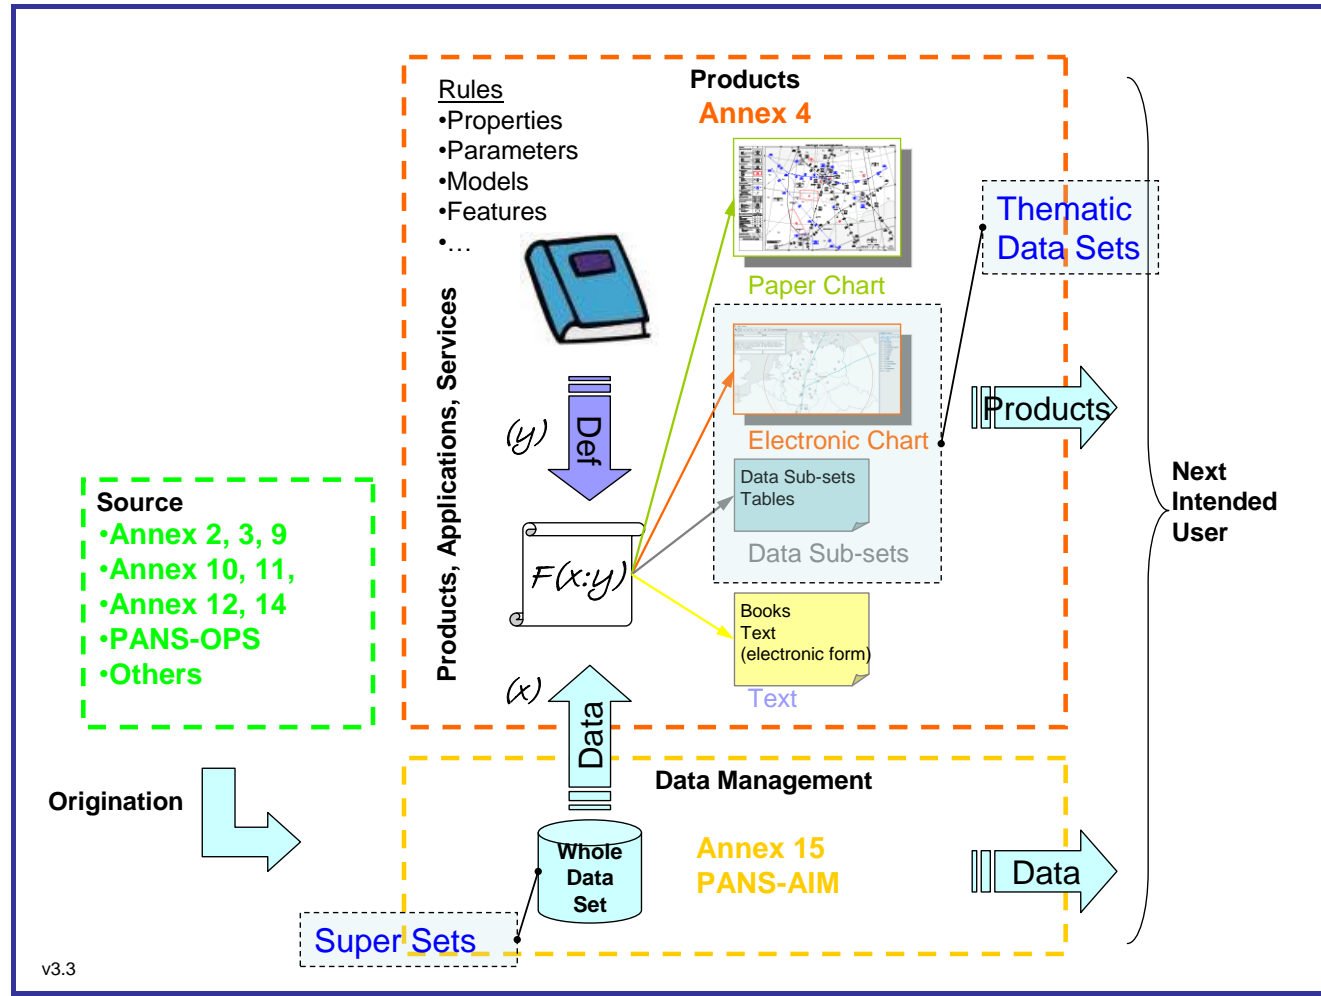 Products
Annex 4
Rules
•Properties
•Parameters
•Models
•Features
•…
Products, Applications, Services
Paper Chart
Thematic
Data Sets
(y)
Def
Electronic Chart
Products
Data Sub-sets
Tables
Data Sub-sets
F(x:y)
Books
Text
(electronic form)
Text
(x)
Data
Source
•Annex 2, 3, 9
•Annex 10, 11,
•Annex 12, 14
•PANS-OPS
•Others
Next
Intended
User
Origination
Data Management
Whole
Data
Set
Annex 15
PANS-AIM
Data
Super Sets
v3.3